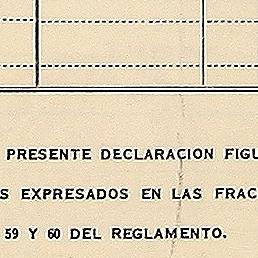 PRESENTE DECLARACION FIGU
S EXPRESADOS EN LAS FRAC
59 Y 60 DEL REGLAMENTO.